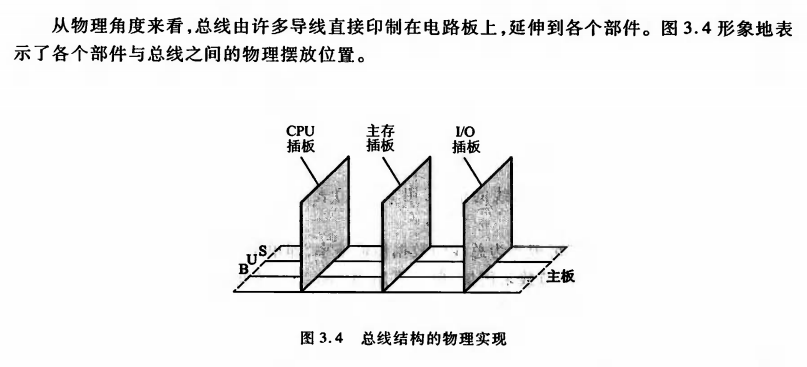 从物理角度来看,总线由许多导线直接印制在电路板上,延伸到各个部件。图3.4形象地表
示了各个部件与总线之间的物理摆放位置。
CPU 主存 I/O
插板 插板 插板
BUS
主板
图3.4 总线结构的物理实现